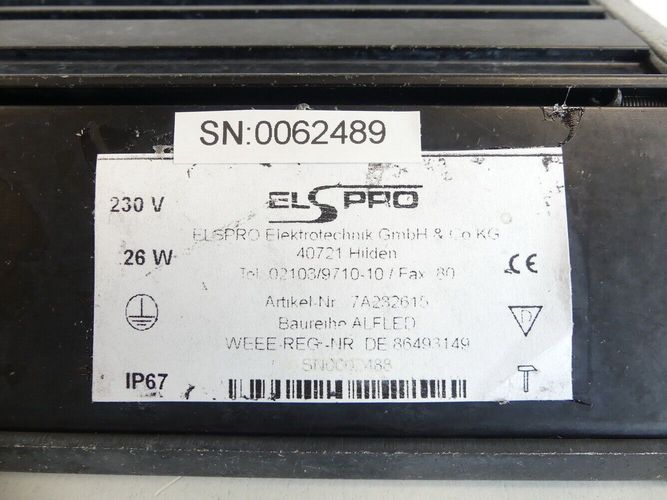 SN:0062489
ELSPRO
230 V
ELSPRO Elektrotechnik GmbH & Co KG
40721 Hilden
26 W
Tel. 02103/9710-10 / Fax. 80
CE
Artikel-Nr. 7A282615
D
Baureihe ALFLED
WEEE-REG-NR. DE 86493149
IP67